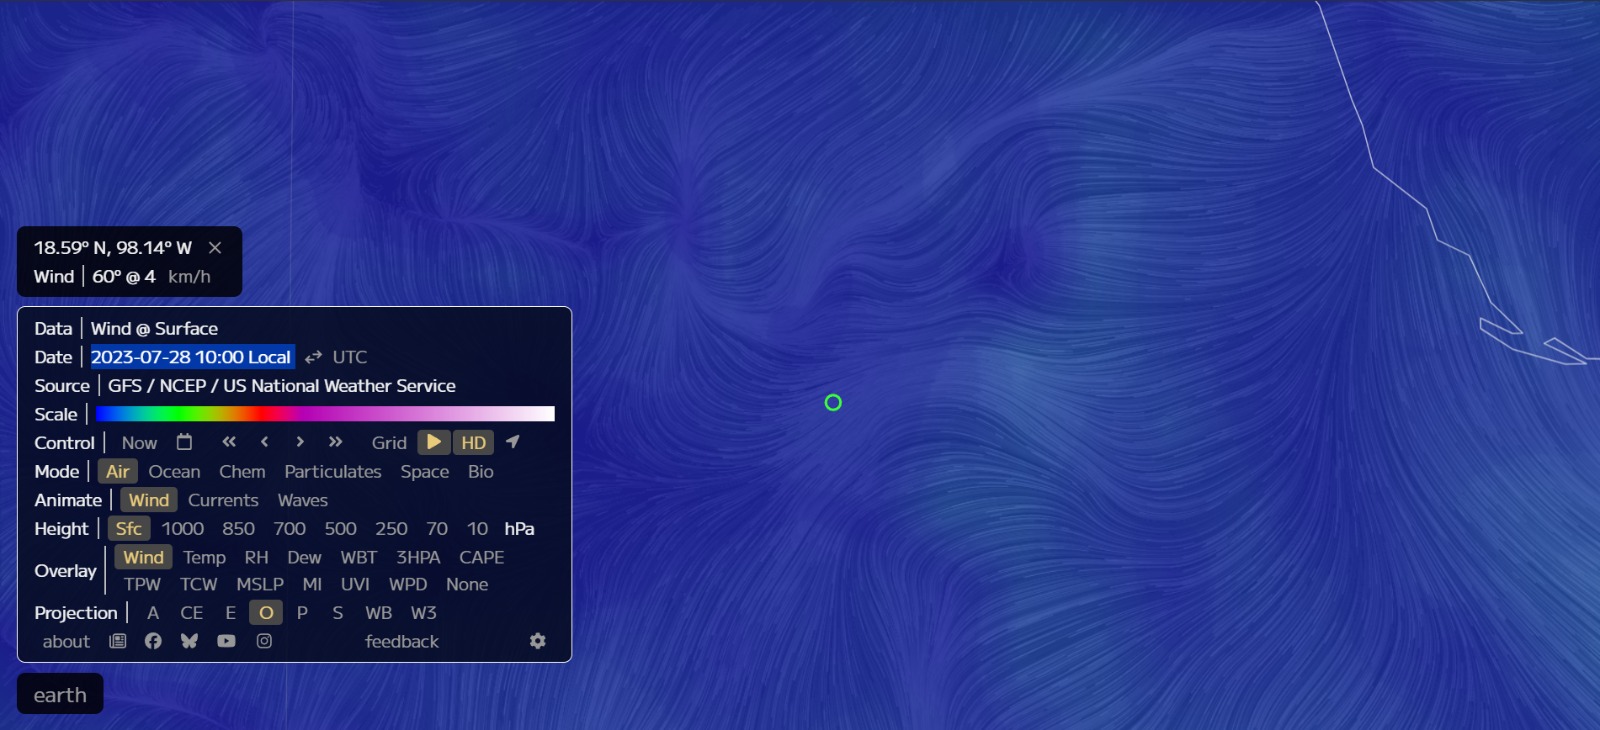 18.59° N, 98.14° W ×
Wind | 60° @ 4 km/h
Data | Wind @ Surface
Date | 2023-07-28 10:00 Local ⇄ UTC
Source | GFS / NCEP / US National Weather Service
Scale |
Control | Now « ‹ › » Grid HD
Mode | Air Ocean Chem Particulates Space Bio
Animate | Wind Currents Waves
Height | Sfc 1000 850 700 500 250 70 10 hPa
Overlay | Wind Temp RH Dew WBT 3HPA CAPE
TPW TCW MSLP MI UVI WPD None
Projection | A CE E O P S WB W3
about feedback
earth